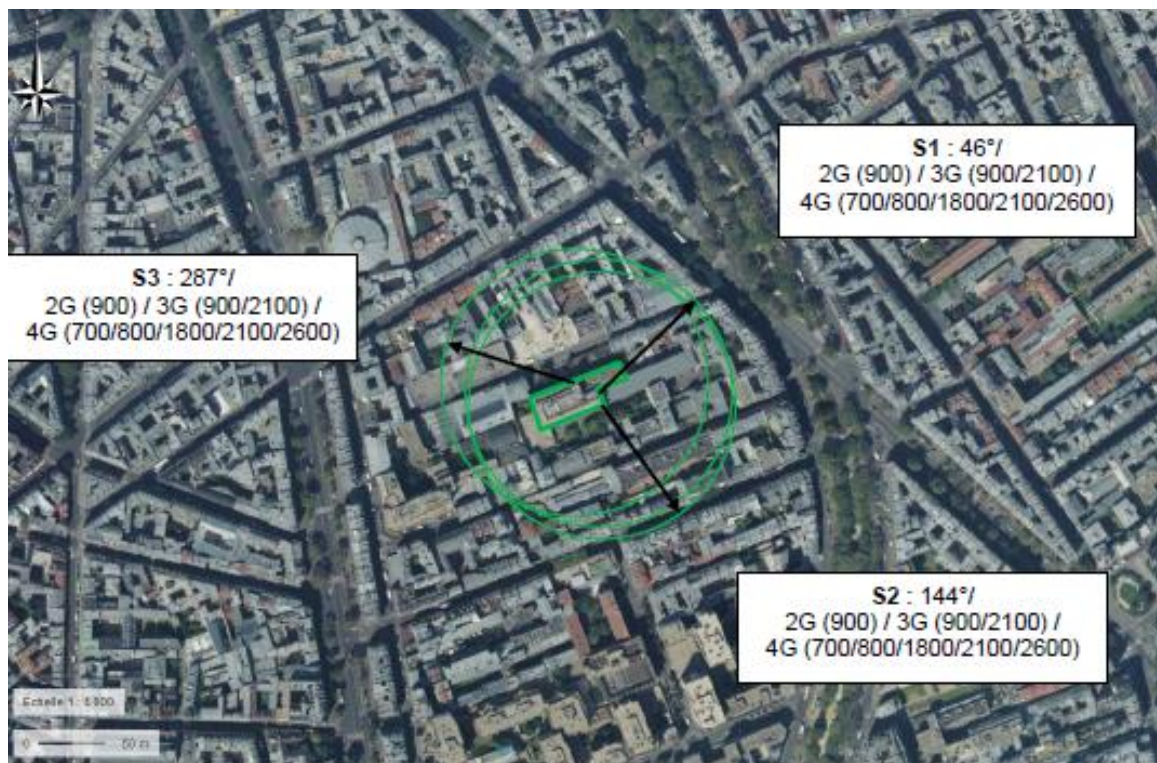 S1 : 46°/
2G (900) / 3G (900/2100) /
4G (700/800/1800/2100/2600)
S3 : 287°/
2G (900) / 3G (900/2100) /
4G (700/800/1800/2100/2600)
S2 : 144°/
2G (900) / 3G (900/2100) /
4G (700/800/1800/2100/2600)
Echelle 1 :
0 50 m